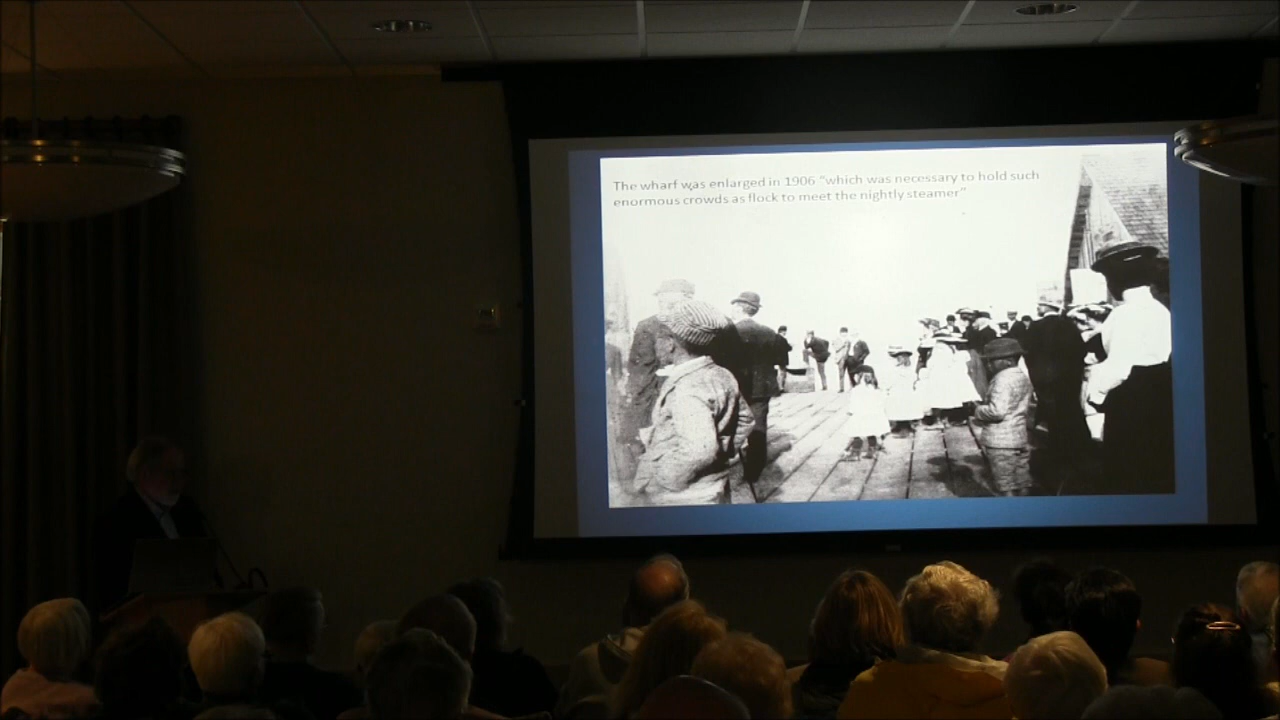 The wharf was enlarged in 1906 "which was necessary to hold such
enormous crowds as flock to meet the nightly steamer"